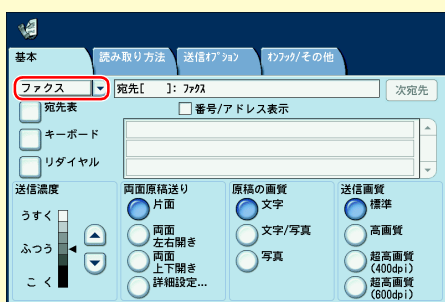 基本
読み取り方法
送信ｵﾌﾟｼｮﾝ
ｵﾝﾌｯｸ/その他
ファクス
宛先[　　]: ﾌｧｸｽ
次宛先
宛先表
番号/アドレス表示
キーボード
リダイヤル
送信濃度
うすく
ふつう
こく
両面原稿送り
片面
両面
左右開き
両面
上下開き
詳細設定...
原稿の画質
文字
文字/写真
写真
送信画質
標準
高画質
超高画質
(400dpi)
超高画質
(600dpi)